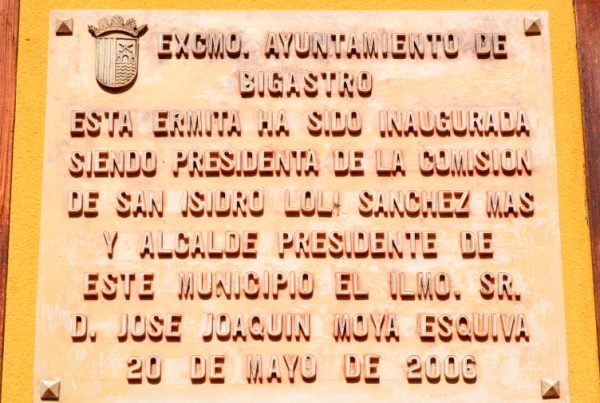 EXCMO. AYUNTAMIENTO DE
BIGASTRO
ESTA ERMITA HA SIDO INAUGURADA
SIENDO PRESIDENTA DE LA COMISION
DE SAN ISIDRO LOLI SANCHEZ MAS
Y ALCALDE PRESIDENTE DE
ESTE MUNICIPIO EL ILMO. SR.
D. JOSE JOAQUIN MOYA ESQUIVA
20 DE MAYO DE 2006